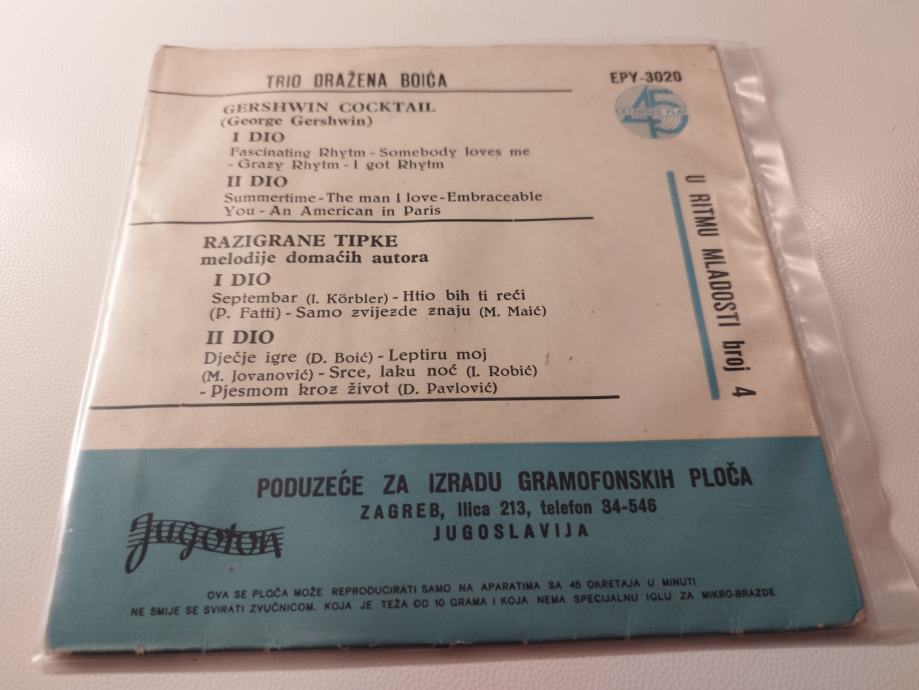 TRIO DRAŽENA BOIĆA
EPY-3020
45
EXTENDED PLAY
GERSHWIN COCKTAIL
(George Gershwin)
I DIO
Fascinating Rhytm - Somebody loves me
- Grazy Rhytm - I got Rhytm
II DIO
Summertime - The man I love - Embraceable
You - An American in Paris
U RITMU MLADOSTI broj 4
RAZIGRANE TIPKE
melodije domaćih autora
I DIO
Septembar (I. Körbler) - Htio bih ti reći
(P. Fatti) - Samo zvijezde znaju (M. Maić)
II DIO
Dječje igre (D. Boić) - Leptiru moj
(M. Jovanović) - Srce, laku noć (I. Robić)
- Pjesmom kroz život (D. Pavlović)
PODUZEĆE ZA IZRADU GRAMOFONSKIH PLOČA
ZAGREB, Ilica 213, telefon 34-546
JUGOSLAVIJA
Jugoton
OVA SE PLOČA MOŽE REPRODUCIRATI SAMO NA APARATIMA SA 45 OKRETAJA U MINUTI
NE SMIJE SE SVIRATI ZVUČNICOM, KOJA JE TEŽA OD 10 GRAMA I KOJA NEMA SPECIJALNU IGLU ZA MIKRO-BRAZDE